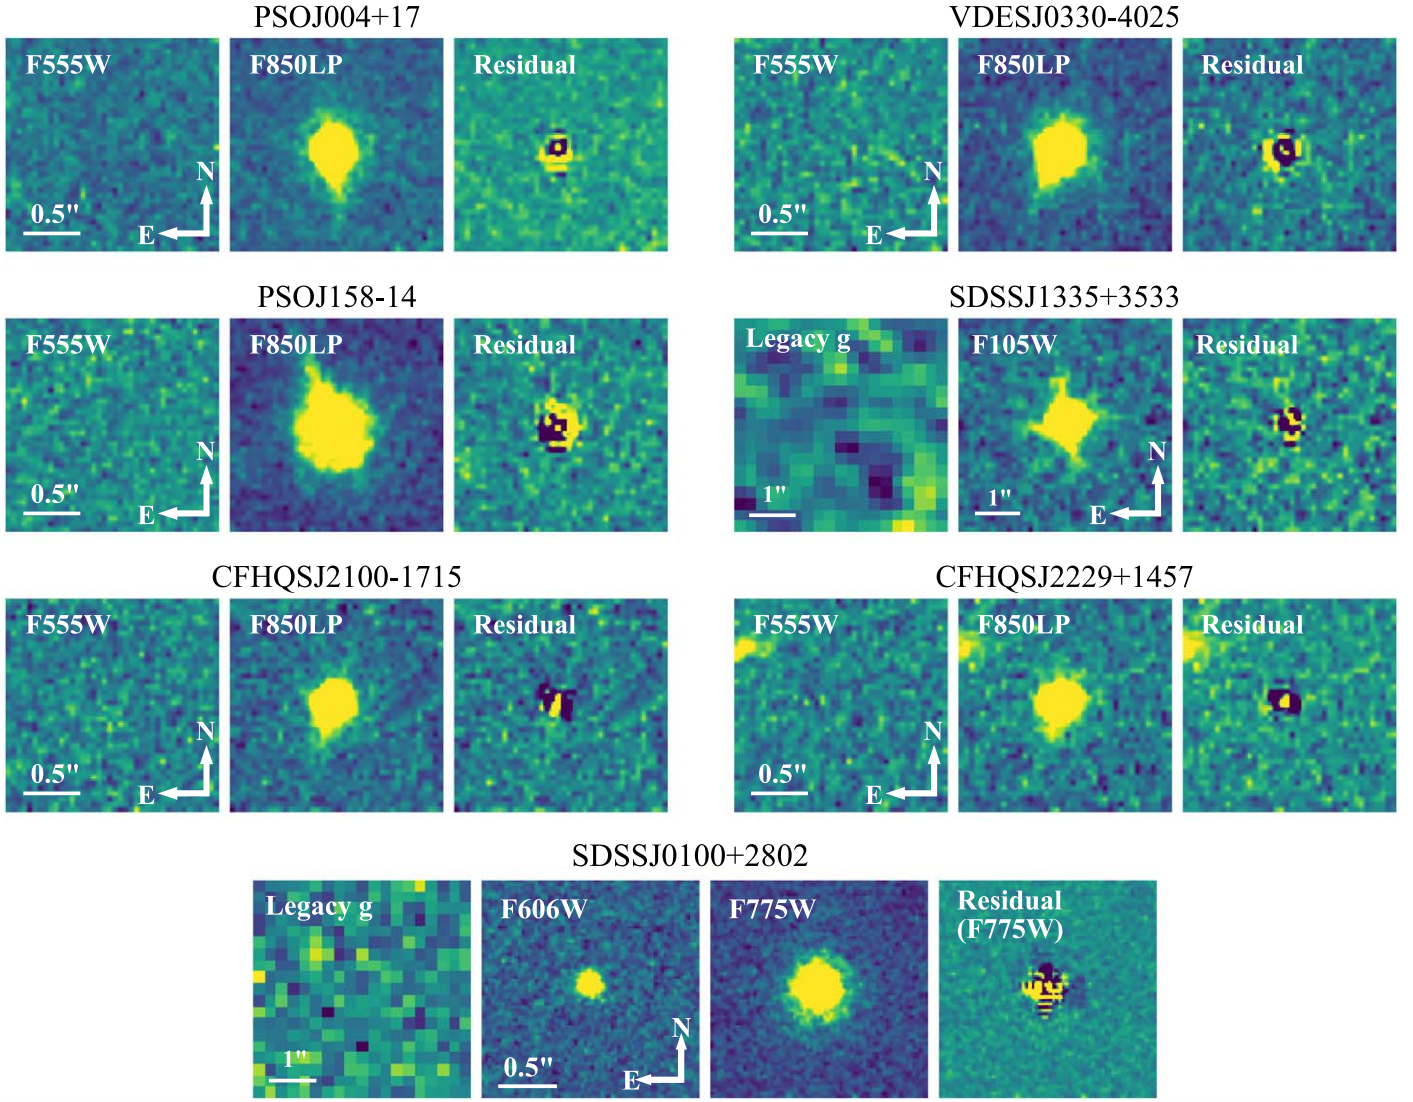 PSOJ004+17
F555W
F850LP
Residual
0.5"
N
E
VDESJ0330-4025
F555W
F850LP
Residual
0.5"
N
E
PSOJ158-14
F555W
F850LP
Residual
0.5"
N
E
SDSSJ1335+3533
Legacy g
F105W
Residual
1"
1"
N
E
CFHQSJ2100-1715
F555W
F850LP
Residual
0.5"
N
E
CFHQSJ2229+1457
F555W
F850LP
Residual
0.5"
N
E
SDSSJ0100+2802
Legacy g
F606W
F775W
Residual
(F775W)
1"
0.5"
N
E